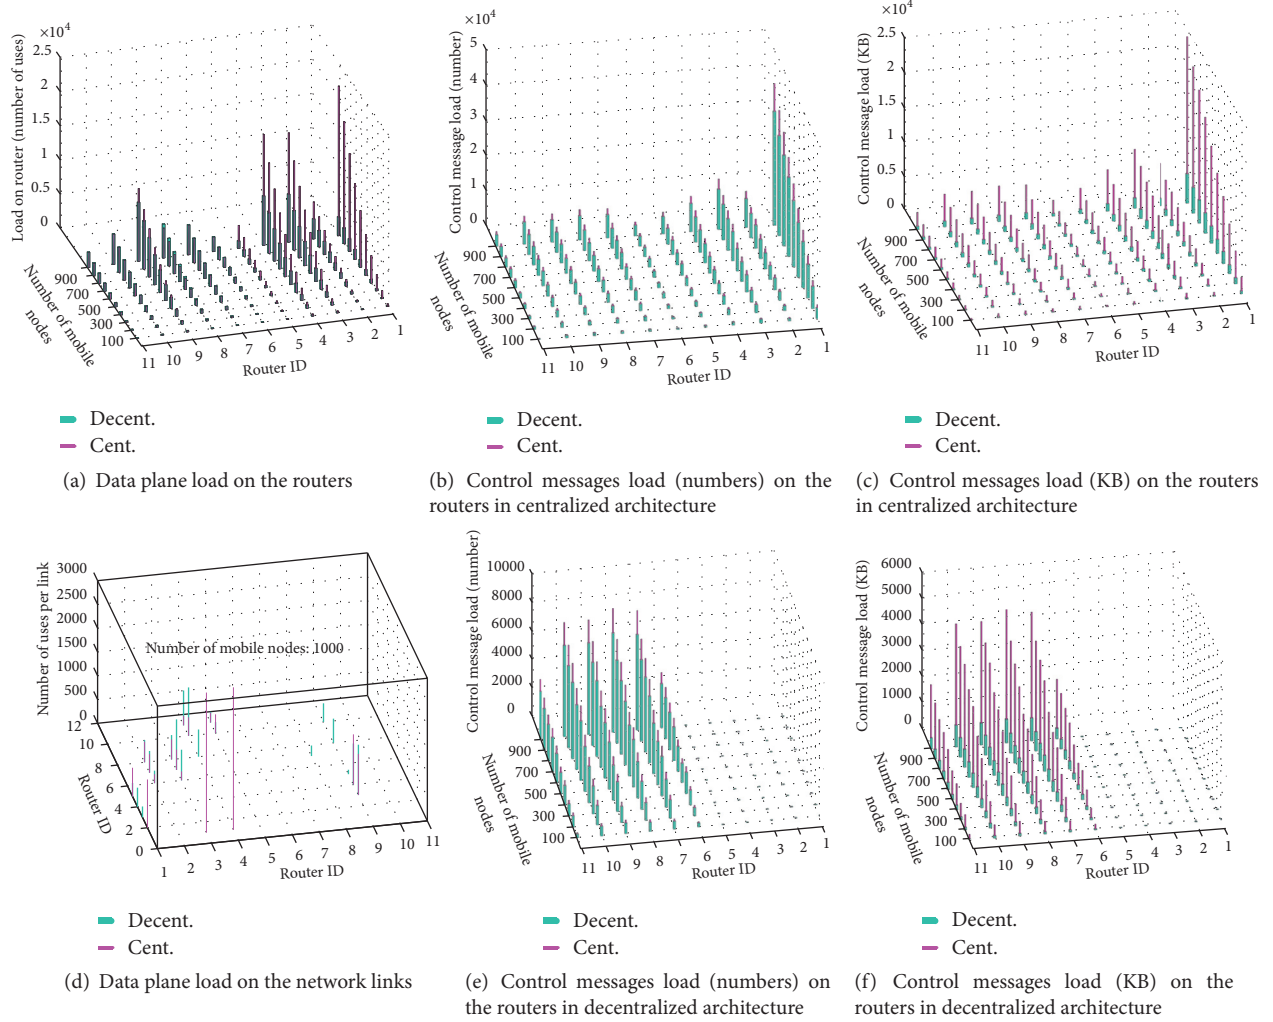 ×10⁴
Load on router (number of uses)
2.5
2
1.5
1
0.5
0
900
700
500
300
100
Number of mobile
nodes
11 10 9 8 7 6 5 4 3 2 1
Router ID
Decent.
Cent.
(a) Data plane load on the routers
×10⁴
Control message load (number)
5
4
3
2
1
0
900
700
500
300
100
Number of mobile
nodes
11 10 9 8 7 6 5 4 3 2 1
Router ID
Decent.
Cent.
(b) Control messages load (numbers) on the
routers in centralized architecture
×10⁴
Control message load (KB)
2.5
2
1.5
1
0.5
0
900
700
500
300
100
Number of mobile
nodes
11 10 9 8 7 6 5 4 3 2 1
Router ID
Decent.
Cent.
(c) Control messages load (KB) on the routers
in centralized architecture
Number of uses per link
3000
2500
2000
1500
1000
500
0
Number of mobile nodes: 1000
12
10
8
6
4
2
0
Router ID
1 2 3 4 5 6 7 8 9 10 11
Router ID
Decent.
Cent.
(d) Data plane load on the network links
Control message load (number)
10000
8000
6000
4000
2000
0
900
700
500
300
100
Number of mobile
nodes
11 10 9 8 7 6 5 4 3 2 1
Router ID
Decent.
Cent.
(e) Control messages load (numbers) on
the routers in decentralized architecture
Control message load (KB)
6000
5000
4000
3000
2000
1000
0
900
700
500
300
100
Number of mobile
nodes
11 10 9 8 7 6 5 4 3 2 1
Router ID
Decent.
Cent.
(f) Control messages load (KB) on the
routers in decentralized architecture